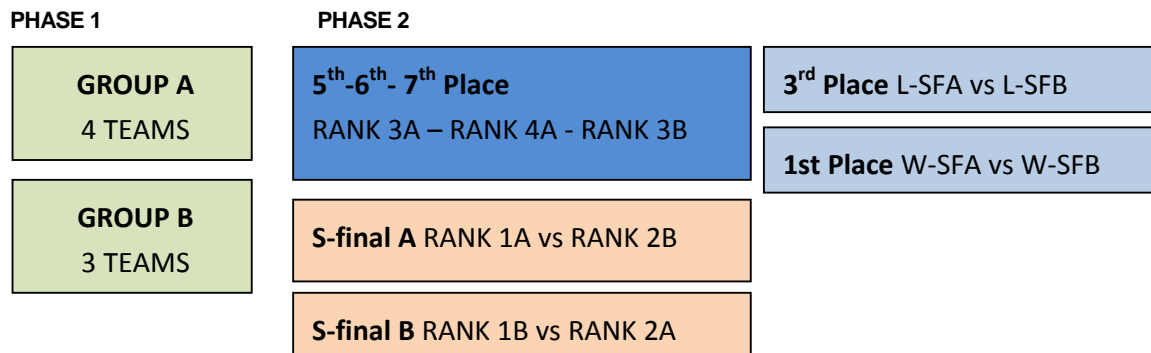 PHASE 1
PHASE 2
GROUP A
4 TEAMS
GROUP B
3 TEAMS
5th-6th- 7th Place
RANK 3A – RANK 4A - RANK 3B
S-final A RANK 1A vs RANK 2B
S-final B RANK 1B vs RANK 2A
3rd Place L-SFA vs L-SFB
1st Place W-SFA vs W-SFB